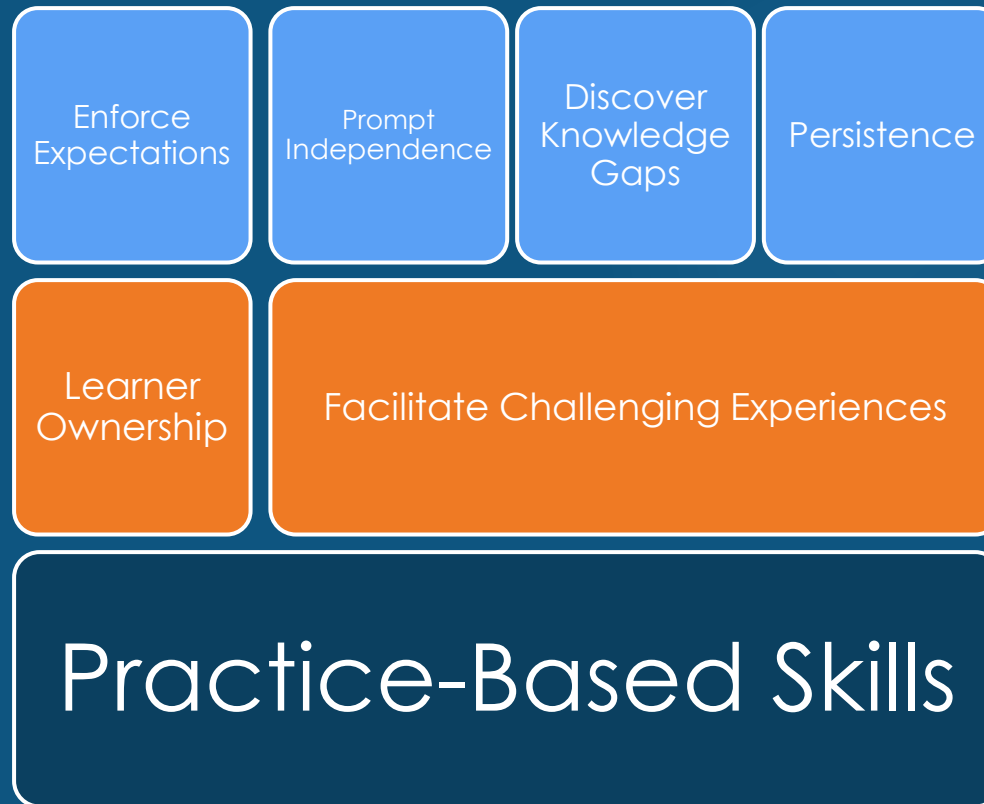 Enforce
Expectations
Prompt
Independence
Discover
Knowledge
Gaps
Persistence
Learner
Ownership
Facilitate Challenging Experiences
Practice-Based Skills